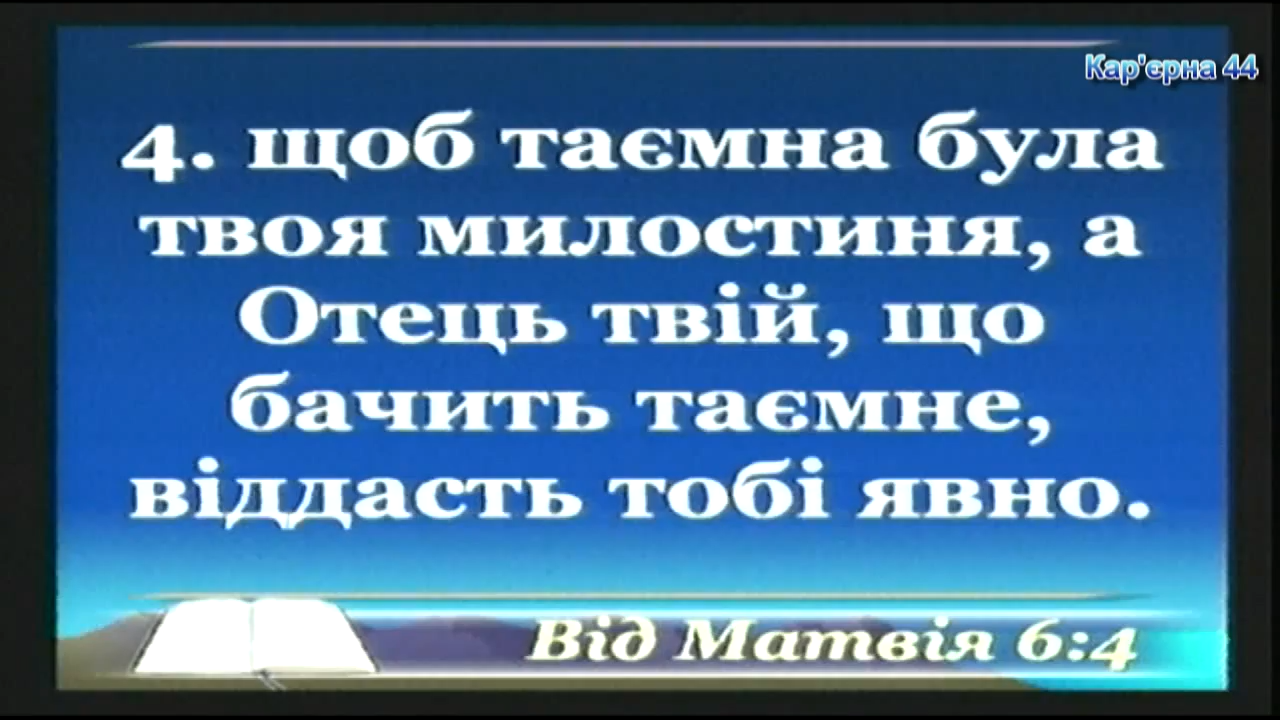 Кар'єрна 44
4. щоб таємна була
твоя милостиня, а
Отець твій, що
бачить таємне,
віддасть тобі явно.
Від Матвія 6:4